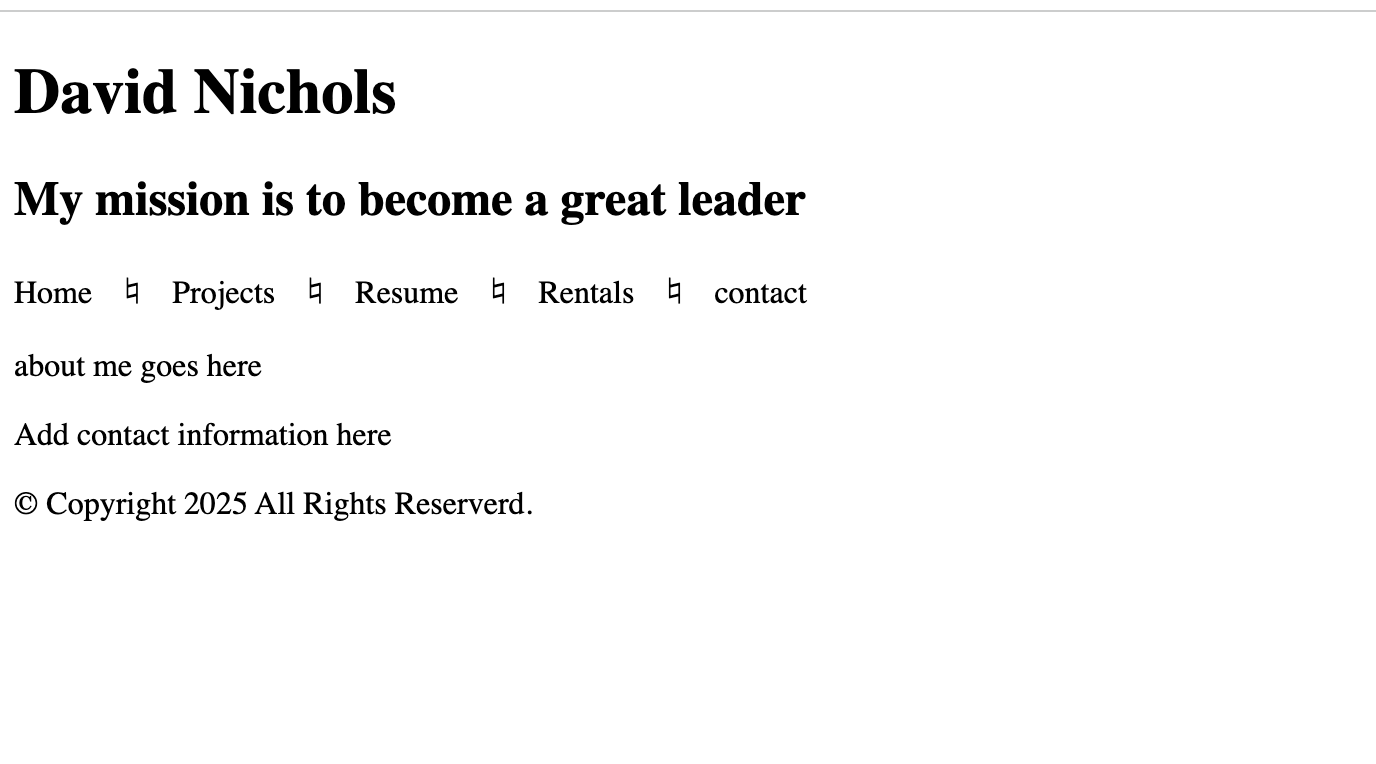 David Nichols
My mission is to become a great leader
Home ♮ Projects ♮ Resume ♮ Rentals ♮ contact
about me goes here
Add contact information here
© Copyright 2025 All Rights Reserverd.